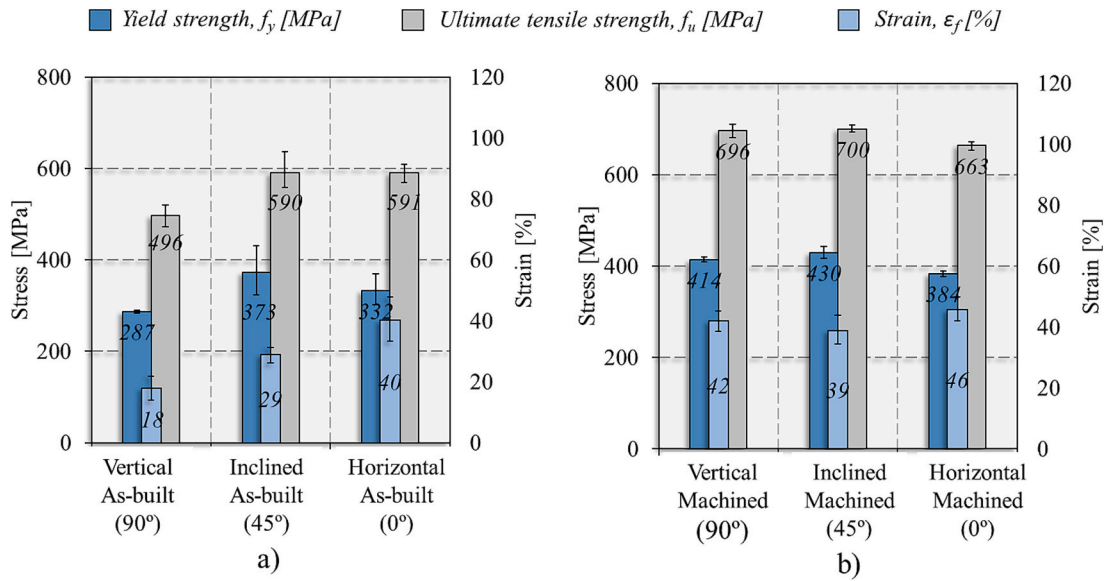 Yield strength, f_y [MPa]
Ultimate tensile strength, f_u [MPa]
Strain, ε_f [%]
800
600
400
200
0
Stress [MPa]
120
100
80
60
40
20
0
Strain [%]
287
18
496
373
29
590
332
40
591
Vertical
As-built
(90º)
Inclined
As-built
(45º)
Horizontal
As-built
(0º)
a)
800
600
400
200
0
Stress [MPa]
120
100
80
60
40
20
0
Strain [%]
414
42
696
430
39
700
384
46
663
Vertical
Machined
(90º)
Inclined
Machined
(45º)
Horizontal
Machined
(0º)
b)